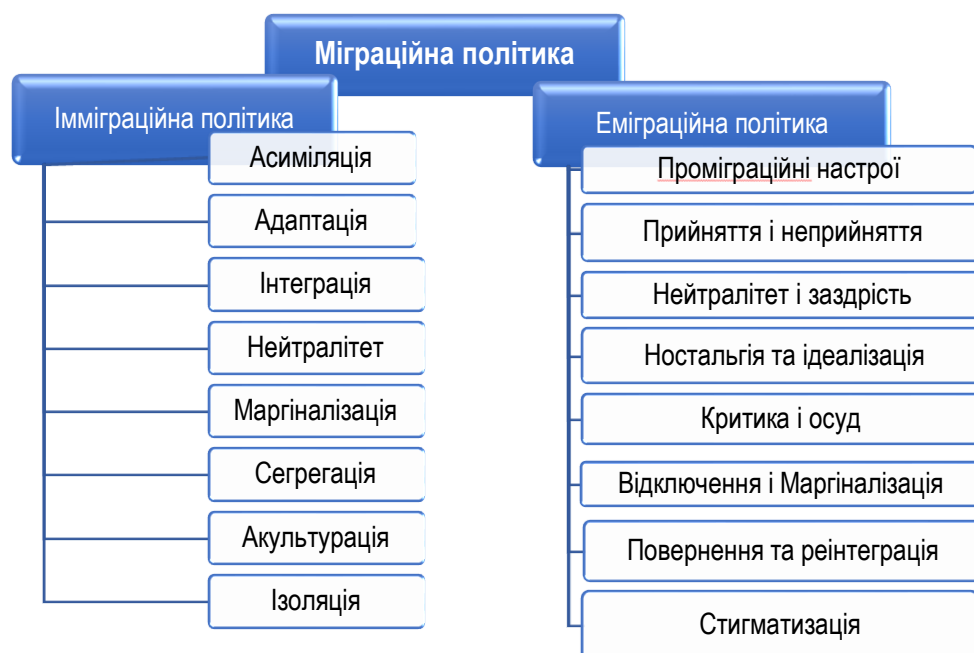 Міграційна політика
Імміграційна політика
Асиміляція
Адаптація
Інтеграція
Нейтралітет
Маргіналізація
Сегрегація
Акультурація
Ізоляція
Еміграційна політика
Проміграційні настрої
Прийняття і неприйняття
Нейтралітет і заздрість
Ностальгія та ідеалізація
Критика і осуд
Відключення і Маргіналізація
Повернення та реінтеграція
Стигматизація